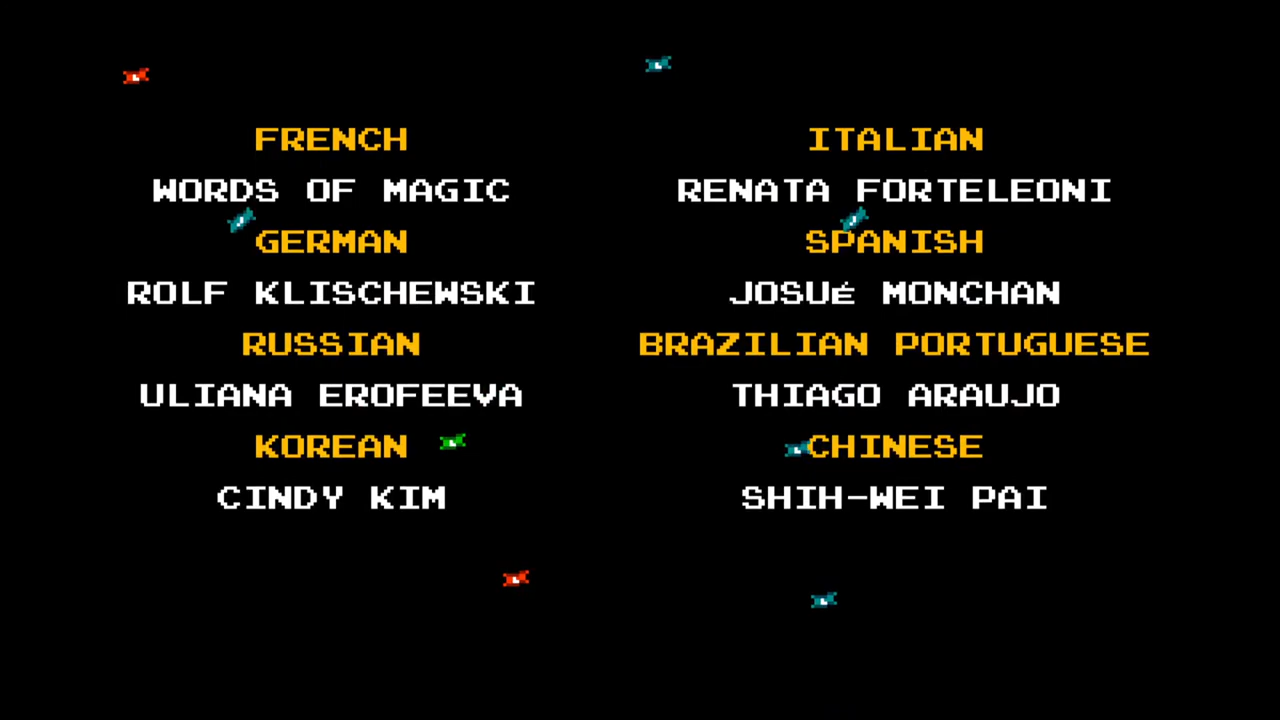 FRENCH
WORDS OF MAGIC
GERMAN
ROLF KLISCHEWSKI
RUSSIAN
ULIANA EROFEEVA
KOREAN
CINDY KIM
ITALIAN
RENATA FORTELEONI
SPANISH
JOSUé MONCHAN
BRAZILIAN PORTUGUESE
THIAGO ARAUJO
CHINESE
SHIH-WEI PAI